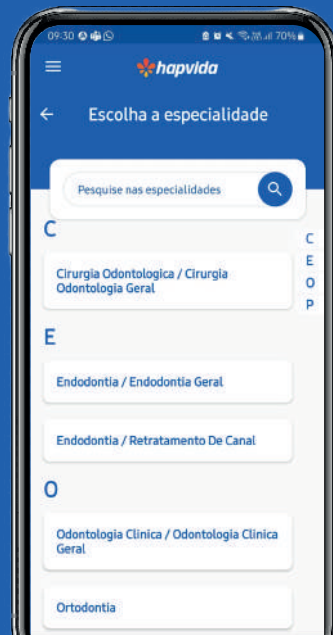 09:30
70%
hapvida
Escolha a especialidade
Pesquise nas especialidades
C
Cirurgia Odontologica / Cirurgia
Odontologia Geral
E
Endodontia / Endodontia Geral
Endodontia / Retratamento De Canal
O
Odontologia Clinica / Odontologia Clinica
Geral
Ortodontia
C
E
O
P